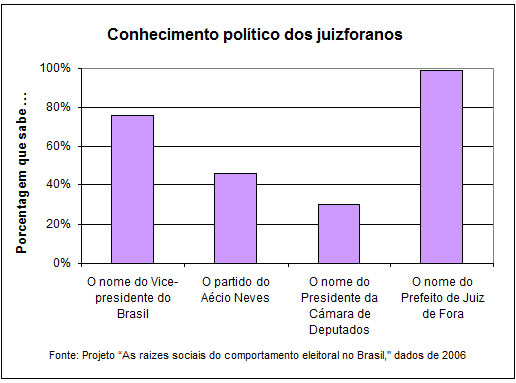 Conhecimento político dos juizforanos
Porcentagem que sabe ...
100%
80%
60%
40%
20%
0%
O nome do Vice-
presidente do
Brasil
O partido do
Aécio Neves
O nome do
Presidente da
Cámara de
Deputados
O nome do
Prefeito de Juiz
de Fora
Fonte: Projeto “As raizes sociais do comportamento eleitoral no Brasil," dados de 2006